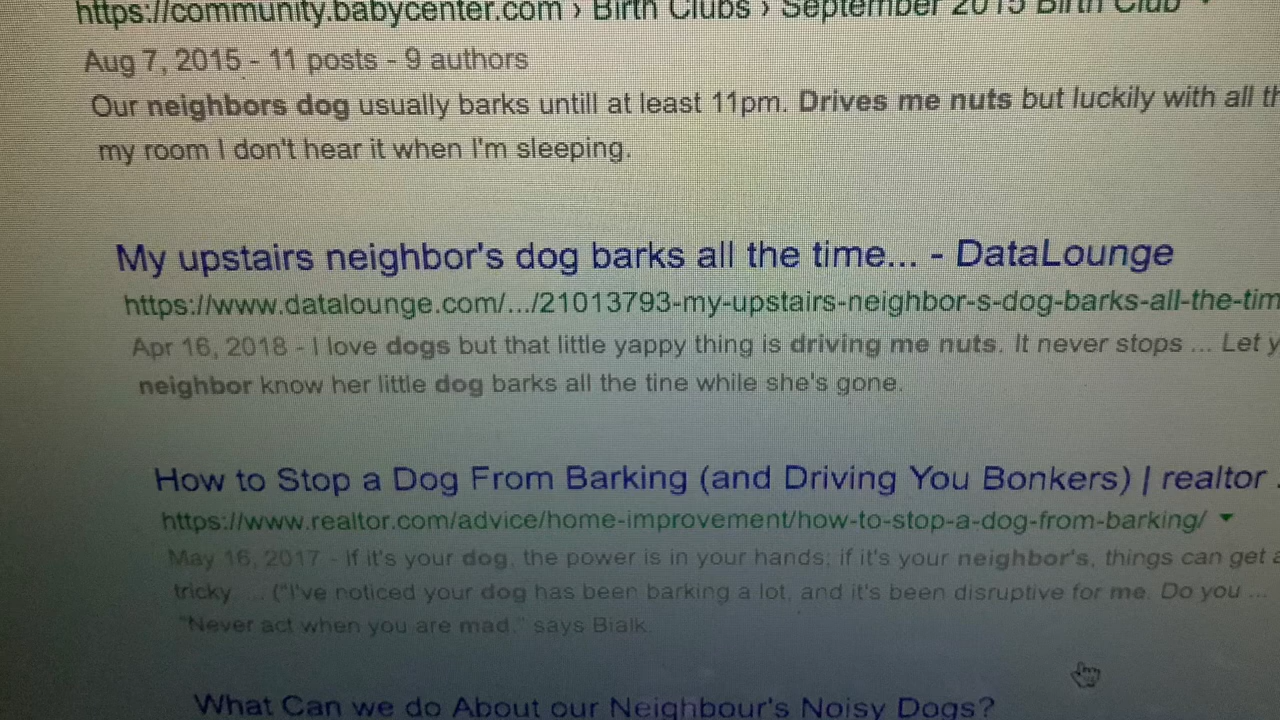 https://community.babycenter.com › Birth Clubs › September 2015 Birth Club
Aug 7, 2015 - 11 posts - 9 authors
Our neighbors dog usually barks untill at least 11pm. Drives me nuts but luckily with all th
my room I don't hear it when I'm sleeping.
My upstairs neighbor's dog barks all the time... - DataLounge
https://www.datalounge.com/.../21013793-my-upstairs-neighbor-s-dog-barks-all-the-tim
Apr 16, 2018 - I love dogs but that little yappy thing is driving me nuts. It never stops ... Let y
neighbor know her little dog barks all the tine while she's gone.
How to Stop a Dog From Barking (and Driving You Bonkers) | realtor .
https://www.realtor.com/advice/home-improvement/how-to-stop-a-dog-from-barking/
May 16, 2017 - If it's your dog, the power is in your hands; if it's your neighbor's, things can get a
tricky ... ("I've noticed your dog has been barking a lot, and it's been disruptive for me. Do you ...
"Never act when you are mad," says Bialk.
What Can we do About our Neighbour's Noisy Dogs?